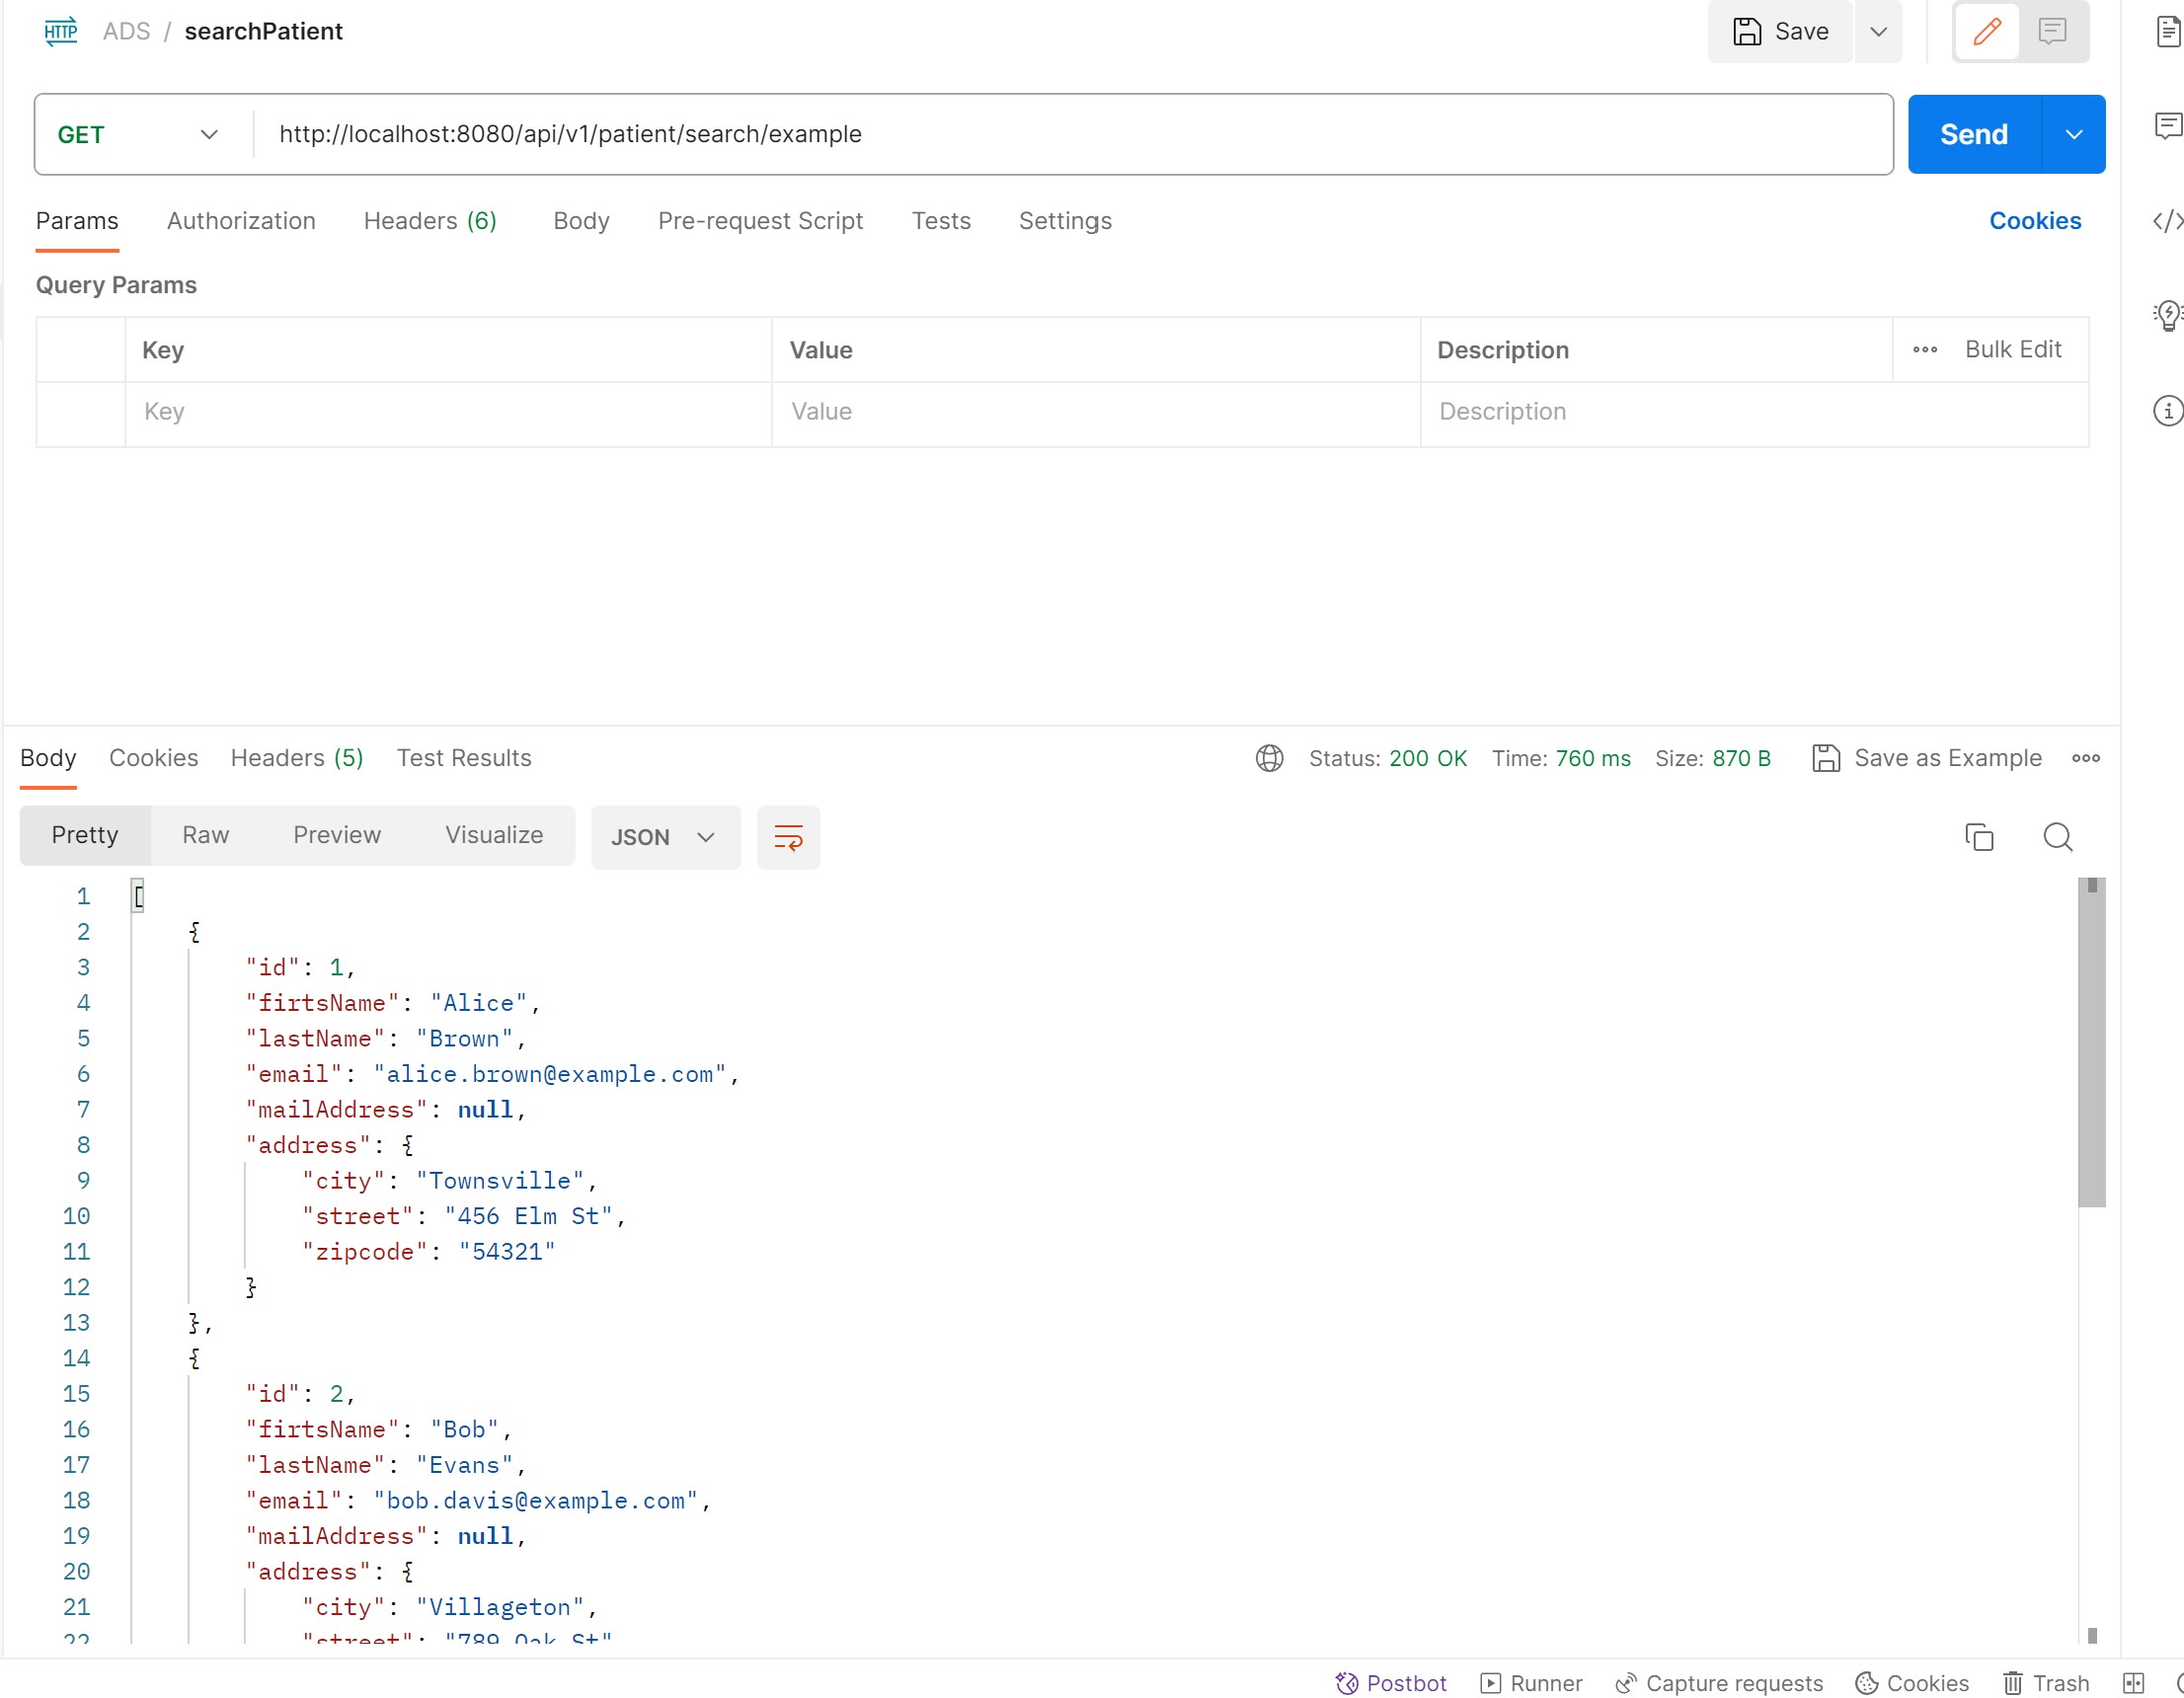 HTTP ADS / searchPatient Save
GET http://localhost:8080/api/v1/patient/search/example Send
Params Authorization Headers (6) Body Pre-request Script Tests Settings Cookies
Query Params
Key Value Description Bulk Edit
Key Value Description
Body Cookies Headers (5) Test Results Status: 200 OK Time: 760 ms Size: 870 B Save as Example
Pretty Raw Preview Visualize JSON
1 [
2 {
3 "id": 1,
4 "firtsName": "Alice",
5 "lastName": "Brown",
6 "email": "alice.brown@example.com",
7 "mailAddress": null,
8 "address": {
9 "city": "Townsville",
10 "street": "456 Elm St",
11 "zipcode": "54321"
12 }
13 },
14 {
15 "id": 2,
16 "firtsName": "Bob",
17 "lastName": "Evans",
18 "email": "bob.davis@example.com",
19 "mailAddress": null,
20 "address": {
21 "city": "Villageton",
22 "street": "789 Oak St"
Postbot Runner Capture requests Cookies Trash